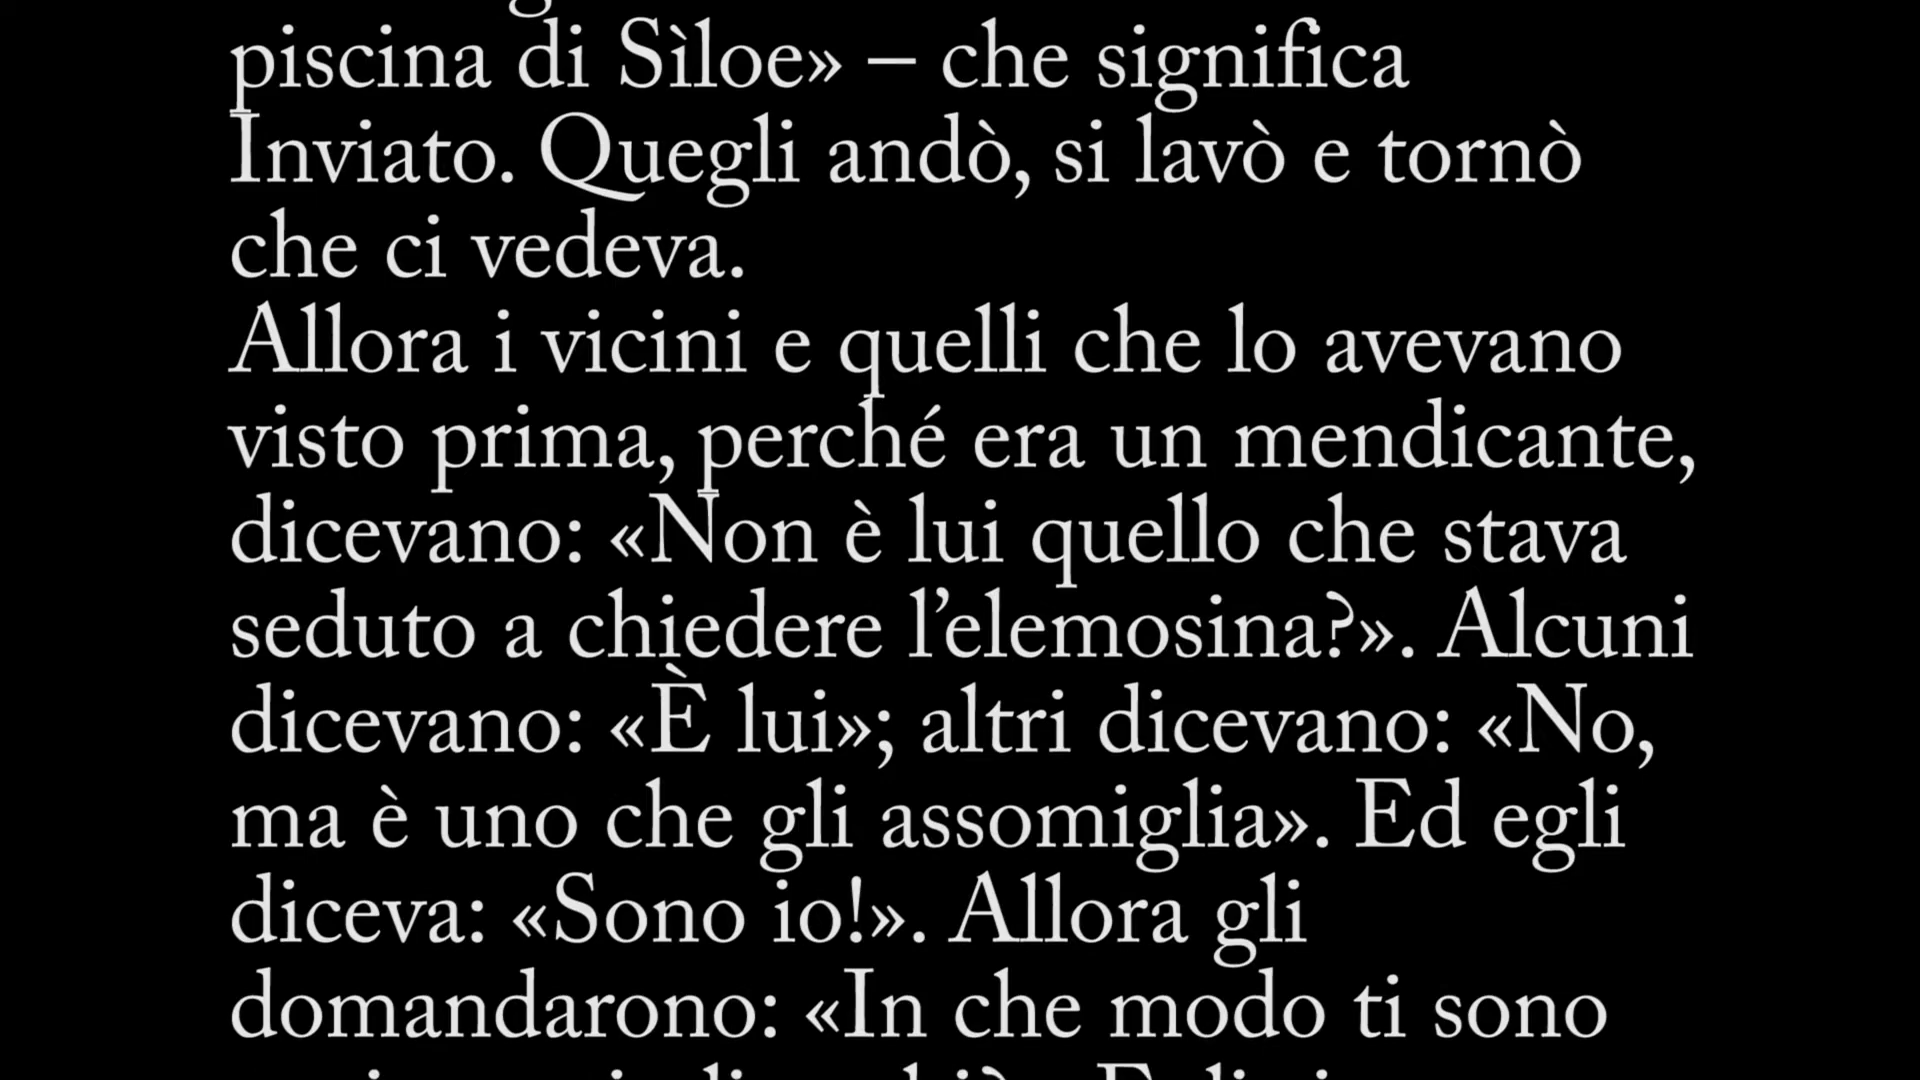 piscina di Sìloe» – che significa
Inviato. Quegli andò, si lavò e tornò
che ci vedeva.
Allora i vicini e quelli che lo avevano
visto prima, perché era un mendicante,
dicevano: «Non è lui quello che stava
seduto a chiedere l’elemosina?». Alcuni
dicevano: «È lui»; altri dicevano: «No,
ma è uno che gli assomiglia». Ed egli
diceva: «Sono io!». Allora gli
domandarono: «In che modo ti sono